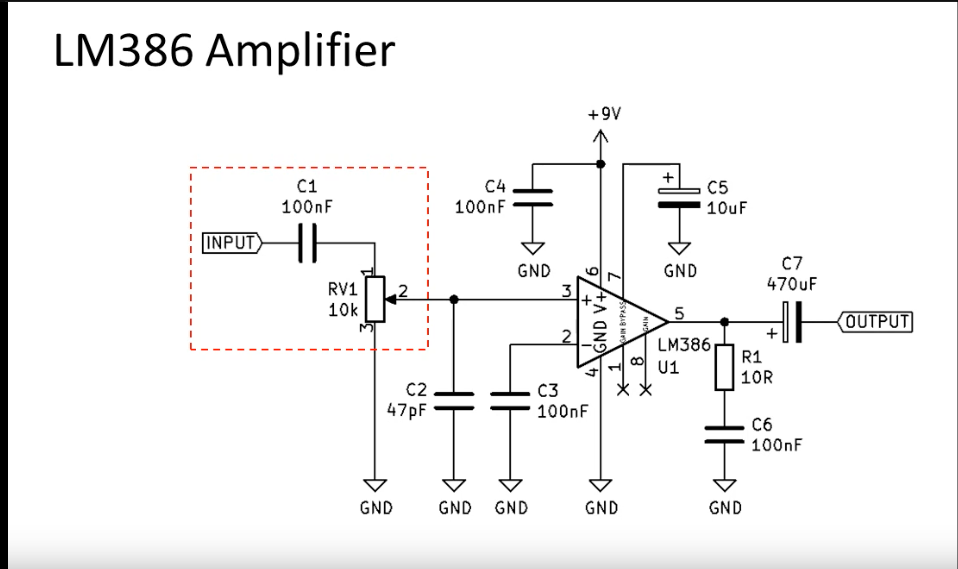 LM386 Amplifier
+9V
C1
100nF
C4
100nF
+
C5
10uF
INPUT
GND
GND
6
7
C7
470uF
RV1
10k
1
2
3
3
+
V+
GND
BYPASS
GAIN
GAIN
5
+
OUTPUT
2
−
4
1
8
LM386
U1
R1
10R
C2
47pF
C3
100nF
C6
100nF
GND
GND
GND
GND
GND